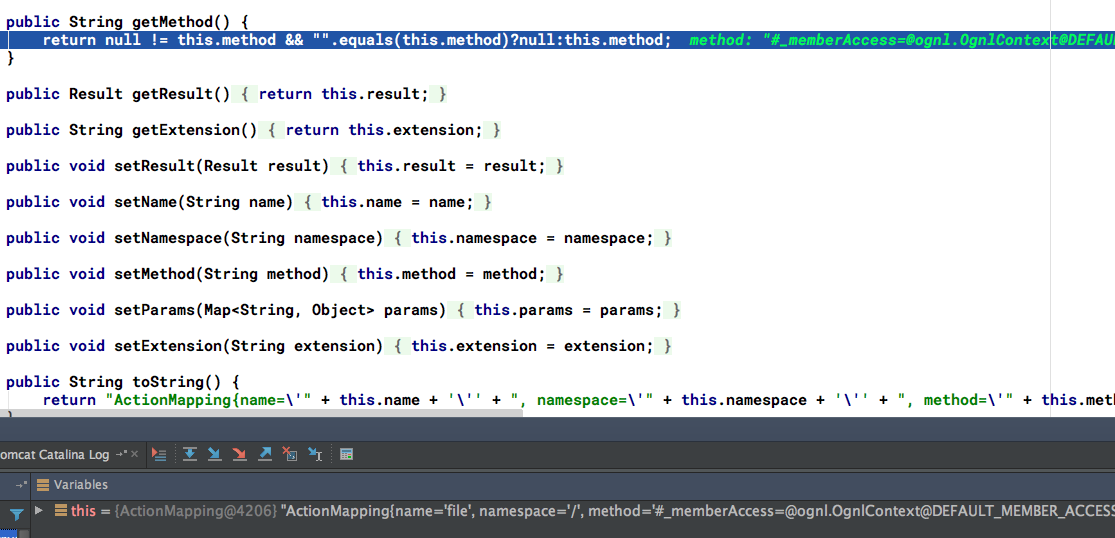 public String getMethod() {
return null != this.method && "".equals(this.method)?null:this.method; method: "#_memberAccess=@ognl.OgnlContext@DEFAU
}
public Result getResult() { return this.result; }
public String getExtension() { return this.extension; }
public void setResult(Result result) { this.result = result; }
public void setName(String name) { this.name = name; }
public void setNamespace(String namespace) { this.namespace = namespace; }
public void setMethod(String method) { this.method = method; }
public void setParams(Map<String, Object> params) { this.params = params; }
public void setExtension(String extension) { this.extension = extension; }
public String toString() {
return "ActionMapping{name=\'" + this.name + '\'' + ", namespace=\'" + this.namespace + '\'' + ", method=\'" + this.meth
}
omcat Catalina Log
Variables
this = {ActionMapping@4206} "ActionMapping{name='file', namespace='/', method='#_memberAccess=@ognl.OgnlContext@DEFAULT_MEMBER_ACCESS